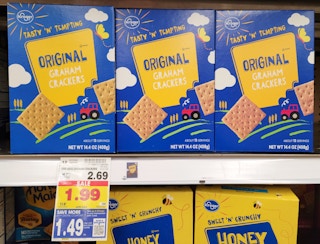 Kroger
TASTY 'N' TEMPTING
ORIGINAL
GRAHAM
CRACKERS
NET WT 14.4 OZ (408g)
Kroger
TASTY 'N' TEMPTING
ORIGINAL
GRAHAM
CRACKERS
NET WT 14.4 OZ (408g)
Kroger
TASTY 'N' TEMPTING
ORIGINAL
GRAHAM
CRACKERS
NET WT 14.4 OZ (408g)
2.69
SALE
1.99
SAVE MORE
1.49
Kroger
SWEET 'N' CRUNCHY
HONEY
Kroger
SWEET 'N' CRUNCHY
HONEY